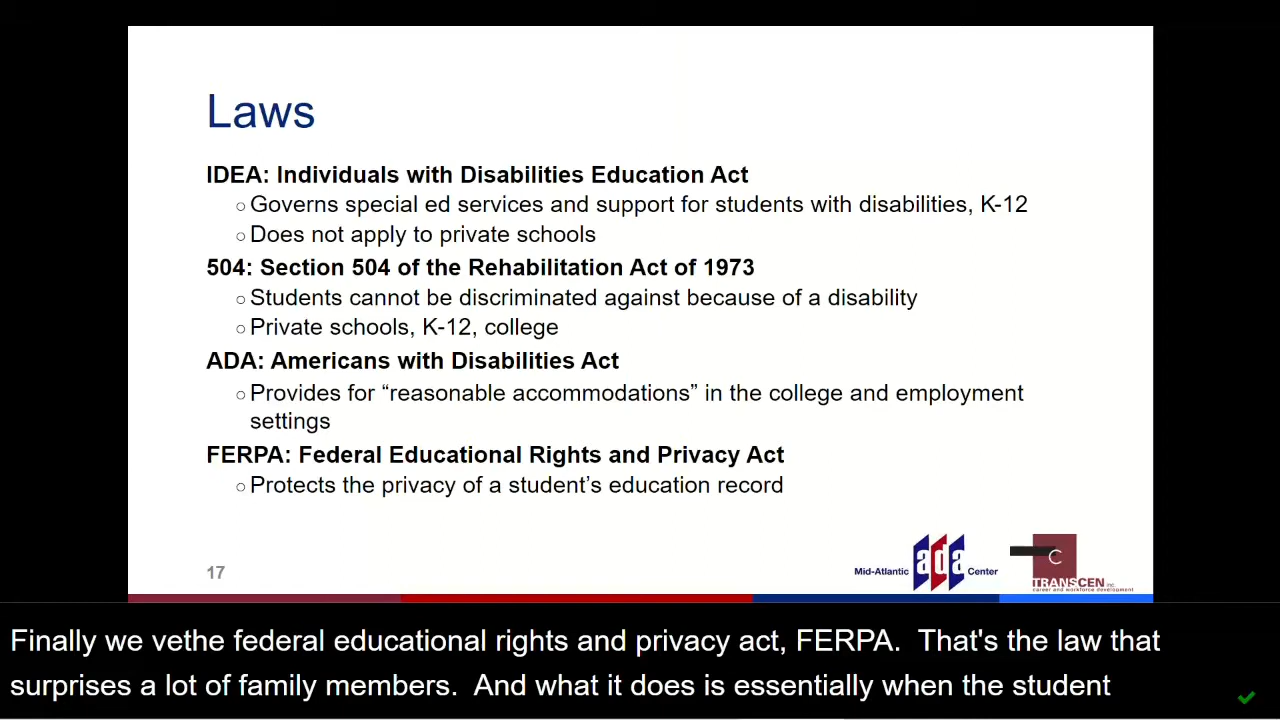 Laws
IDEA: Individuals with Disabilities Education Act
○ Governs special ed services and support for students with disabilities, K-12
○ Does not apply to private schools
504: Section 504 of the Rehabilitation Act of 1973
○ Students cannot be discriminated against because of a disability
○ Private schools, K-12, college
ADA: Americans with Disabilities Act
○ Provides for “reasonable accommodations” in the college and employment
settings
FERPA: Federal Educational Rights and Privacy Act
○ Protects the privacy of a student’s education record
17
Mid-Atlantic ada Center
C
TRANSCEN inc.
career and workforce development
Finally we vethe federal educational rights and privacy act, FERPA.  That's the law that
surprises a lot of family members.  And what it does is essentially when the student